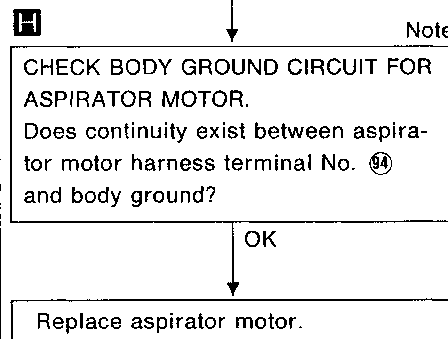 H
Note
CHECK BODY GROUND CIRCUIT FOR
ASPIRATOR MOTOR.
Does continuity exist between aspira-
tor motor harness terminal No. 94
and body ground?
OK
Replace aspirator motor.